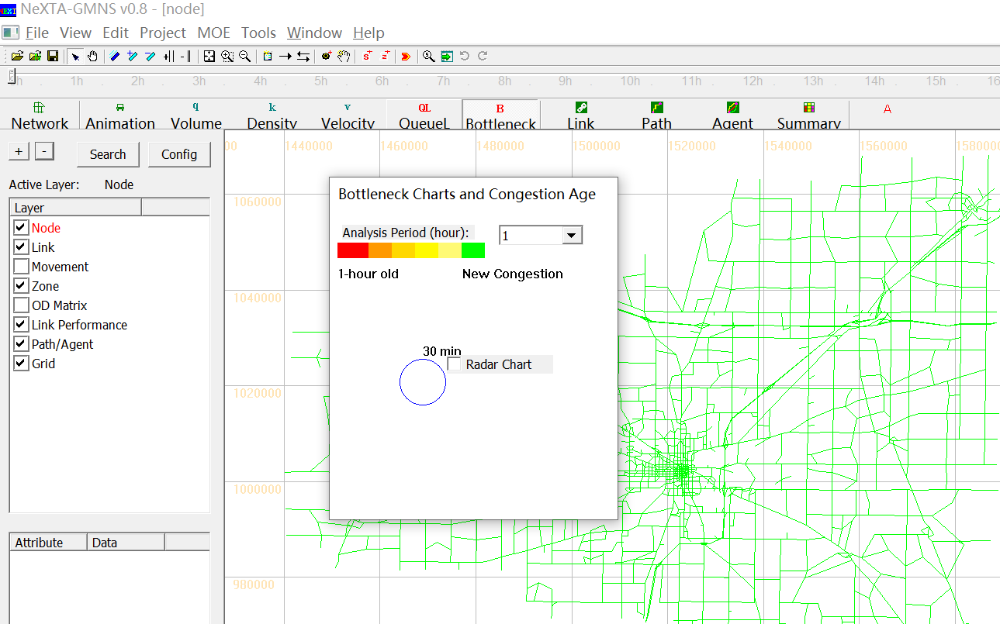 NEXT NeXTA-GMNS v0.8 - [node]
File View Edit Project MOE Tools Window Help
h 1h 2h 3h 4h 5h 6h 7h 8h 9h 10h 11h 12h 13h 14h 15h 16
q k v QL B A
Network Animation Volume Density Velocity QueueL Bottleneck Link Path Agent Summary
+ - Search Config
Active Layer: Node
Layer
Node
Link
Movement
Zone
OD Matrix
Link Performance
Path/Agent
Grid
Attribute Data
00 1440000 1460000 1480000 1500000 1520000 1540000 1560000 1580000
1060000
1040000
1020000
1000000
980000
Bottleneck Charts and Congestion Age
Analysis Period (hour): 1
1-hour old New Congestion
30 min
Radar Chart